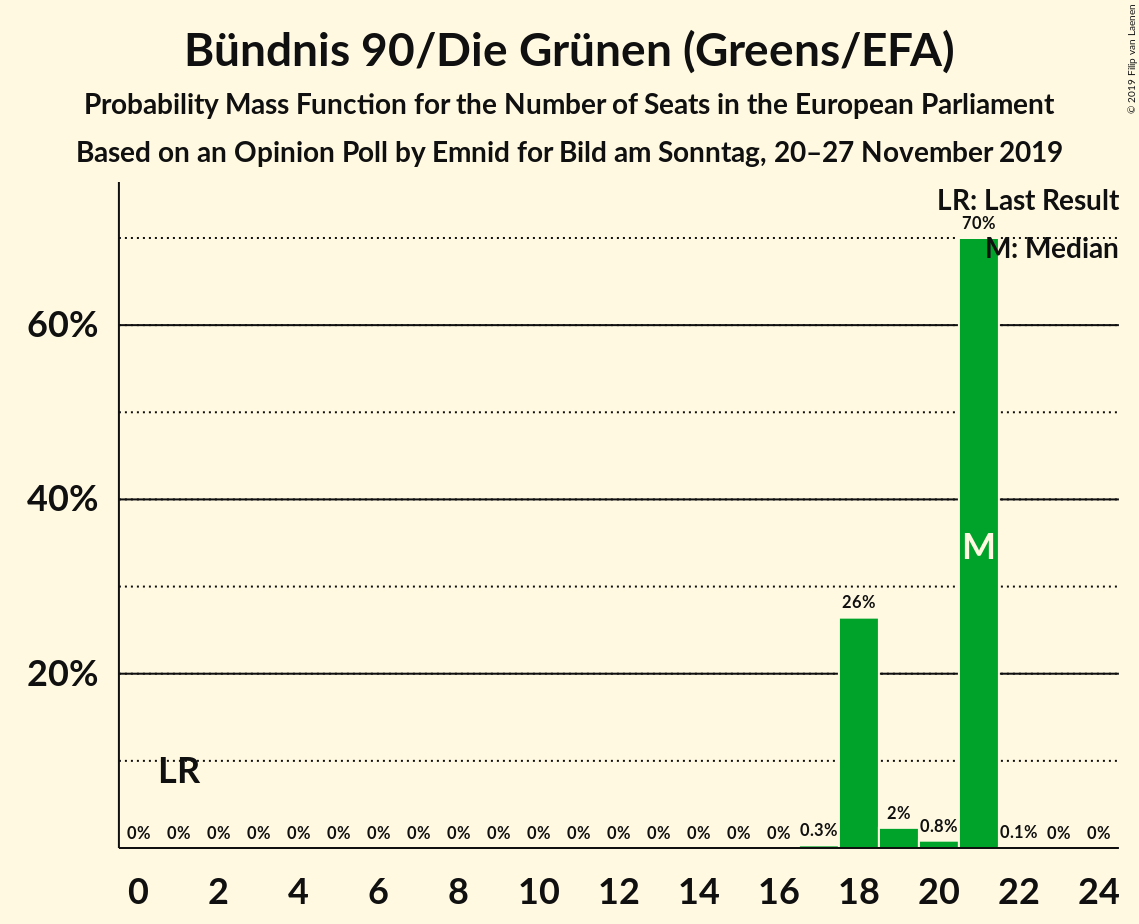 Bündnis 90/Die Grünen (Greens/EFA)
Probability Mass Function for the Number of Seats in the European Parliament
Based on an Opinion Poll by Emnid for Bild am Sonntag, 20–27 November 2019
© 2019 Filip van Laenen
LR: Last Result
M: Median
70%
60%
40%
M
26%
20%
LR
0% 0% 0% 0% 0% 0% 0% 0% 0% 0% 0% 0% 0% 0% 0% 0% 0% 0.3% 2% 0.8% 0.1% 0% 0%
0 2 4 6 8 10 12 14 16 18 20 22 24